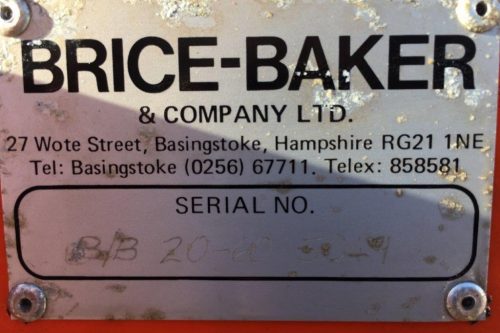 BRICE-BAKER
& COMPANY LTD.
27 Wote Street, Basingstoke, Hampshire RG21 1NE
Tel: Basingstoke (0256) 67711. Telex: 858581
SERIAL NO.
B/B